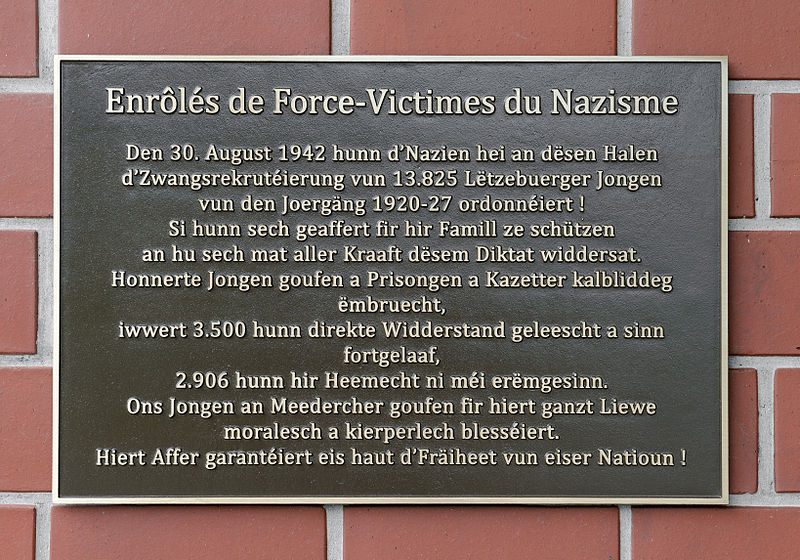 Enrôlés de Force-Victimes du Nazisme
Den 30. August 1942 hunn d'Nazien hei an dësen Halen
d'Zwangsrekrutéierung vun 13.825 Lëtzebuerger Jongen
vun den Joergäng 1920-27 ordonnéiert !
Si hunn sech geaffert fir hir Famill ze schützen
an hu sech mat aller Kraaft dësem Diktat widdersat.
Honnerte Jongen goufen a Prisongen a Kazetter kalbliddeg
ëmbruecht,
iwwert 3.500 hunn direkte Widderstand geleescht a sinn
fortgelaaf,
2.906 hunn hir Heemecht ni méi erëmgesinn.
Ons Jongen an Meedercher goufen fir hiert ganzt Liewe
moralesch a kierperlech blesséiert.
Hiert Affer garantéiert eis haut d'Fräiheet vun eiser Natioun !